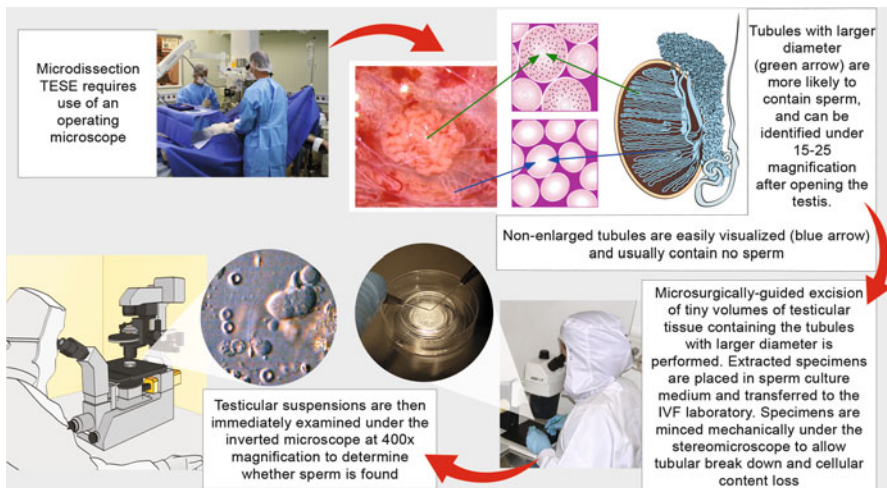 Microdissection
TESE requires
use of an
operating
microscope
Tubules with larger
diameter
(green arrow) are
more likely to
contain sperm,
and can be
identified under
15-25
magnification
after opening the
testis.
Non-enlarged tubules are easily visualized (blue arrow)
and usually contain no sperm
Microsurgically-guided excision
of tiny volumes of testicular
tissue containing the tubules
with larger diameter is
performed. Extracted specimens
are placed in sperm culture
medium and transferred to the
IVF laboratory. Specimens are
minced mechanically under the
stereomicroscope to allow
tubular break down and cellular
content loss
Testicular suspensions are then
immediately examined under the
inverted microscope at 400x
magnification to determine
whether sperm is found